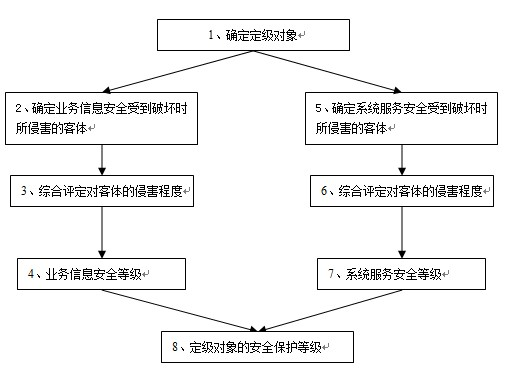 1、确定定级对象
2、确定业务信息安全受到破坏时
所侵害的客体
5、确定系统服务安全受到破坏时
所侵害的客体
3、综合评定对客体的侵害程度
6、综合评定对客体的侵害程度
4、业务信息安全等级
7、系统服务安全等级
8、定级对象的安全保护等级